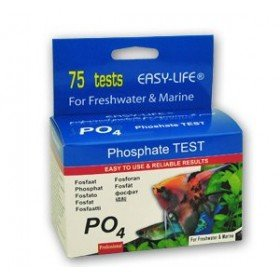 75 tests
EASY-LIFE®
For Freshwater & Marine
PO4
Phosphate TEST
EASY TO USE & RELIABLE RESULTS
Fosfaat
Phosphat
Fosfato
Fosfat
Fosfaatti
Fosforan
Fosfát
фосфат
PO4
Professional
For Freshwater & Marine